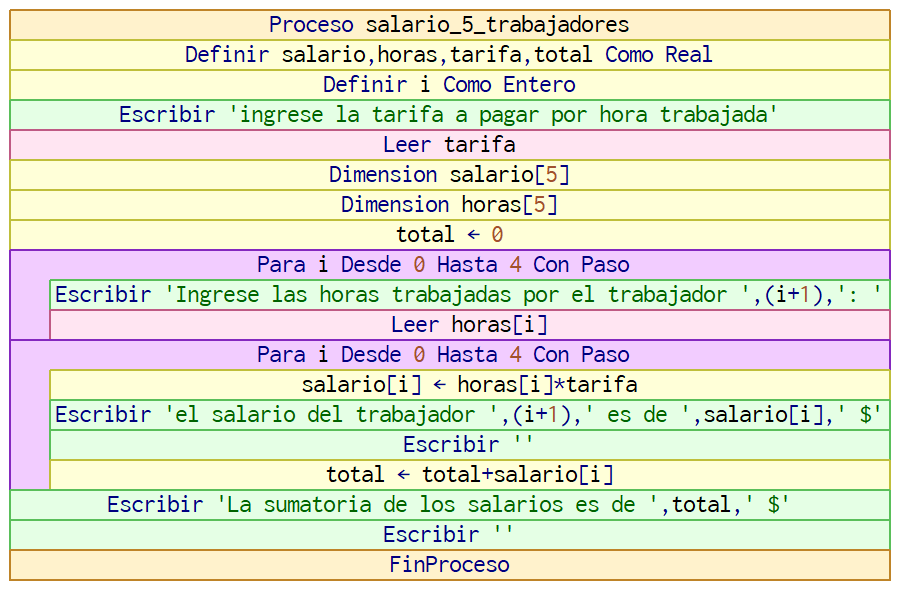 Proceso salario_5_trabajadores
Definir salario,horas,tarifa,total Como Real
Definir i Como Entero
Escribir 'ingrese la tarifa a pagar por hora trabajada'
Leer tarifa
Dimension salario[5]
Dimension horas[5]
total ← 0
Para i Desde 0 Hasta 4 Con Paso
Escribir 'Ingrese las horas trabajadas por el trabajador ',(i+1),': '
Leer horas[i]
Para i Desde 0 Hasta 4 Con Paso
salario[i] ← horas[i]*tarifa
Escribir 'el salario del trabajador ',(i+1),' es de ',salario[i],' $'
Escribir ''
total ← total+salario[i]
Escribir 'La sumatoria de los salarios es de ',total,' $'
Escribir ''
FinProceso